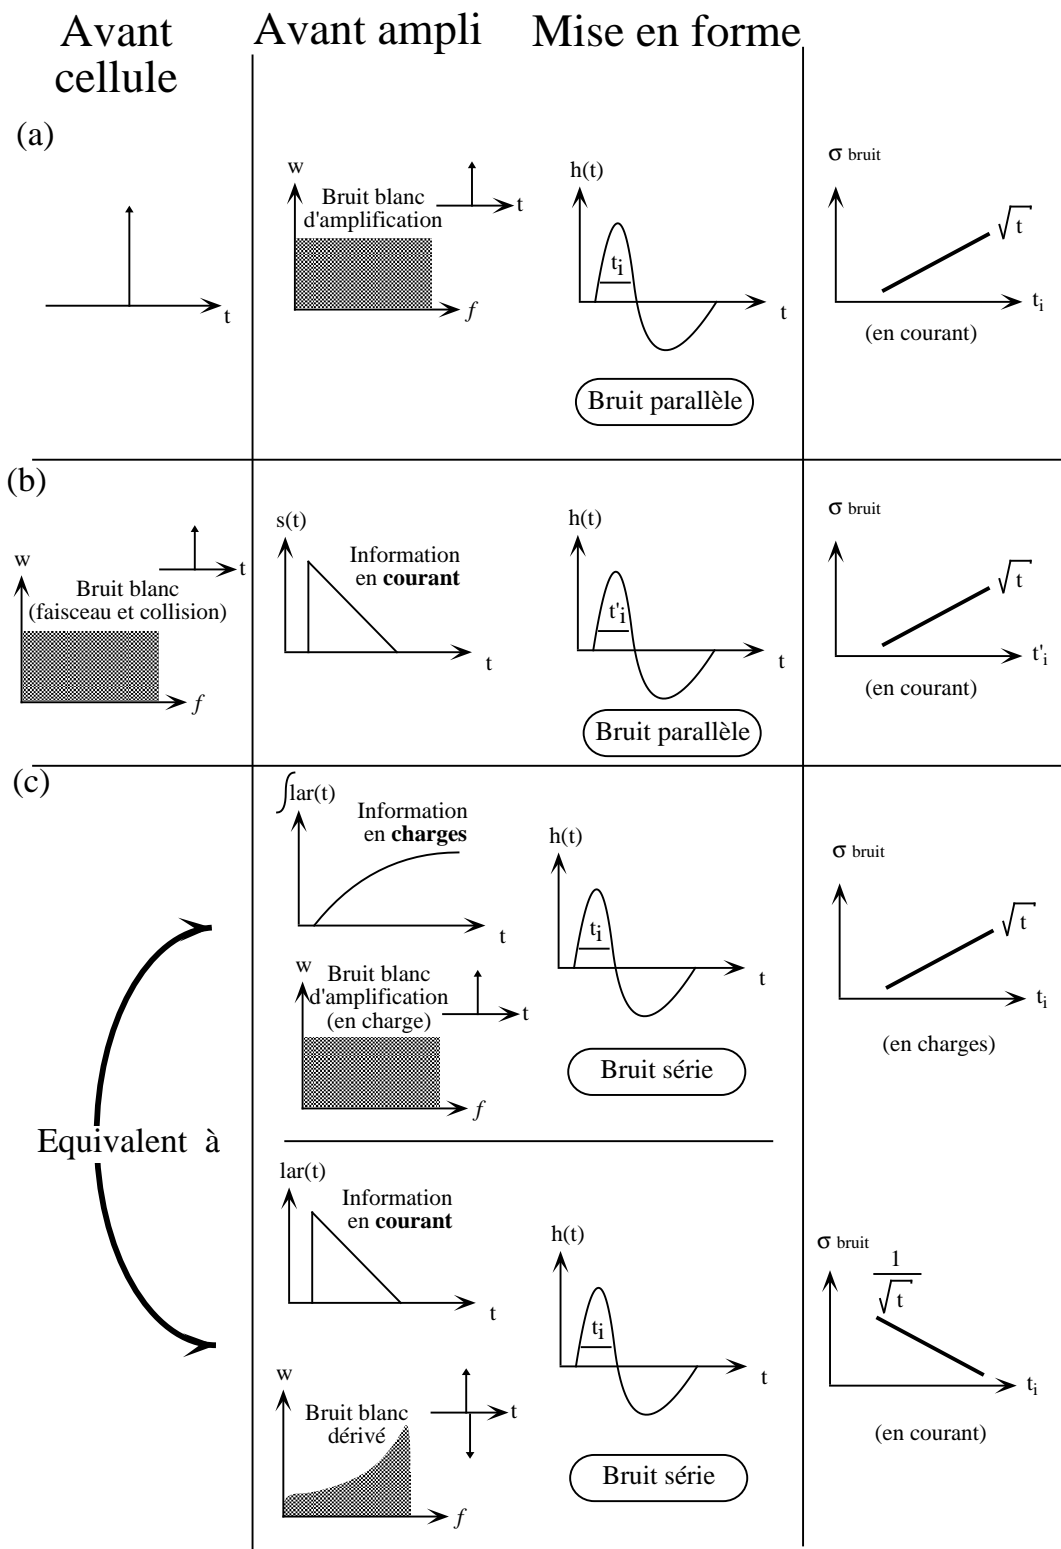 Avant
cellule
Avant ampli
Mise en forme
(a)
t
w
Bruit blanc
d'amplification
t
f
h(t)
ti
t
Bruit parallèle
σ bruit
√t
ti
(en courant)
(b)
w
t
Bruit blanc
(faisceau et collision)
f
s(t)
Information
en courant
t
h(t)
t'i
t
Bruit parallèle
σ bruit
√t
t'i
(en courant)
(c)
∫lar(t)
Information
en charges
t
w
Bruit blanc
d'amplification
(en charge)
t
f
h(t)
ti
t
Bruit série
σ bruit
√t
ti
(en charges)
Equivalent à
lar(t)
Information
en courant
t
w
Bruit blanc
dérivé
t
f
h(t)
ti
t
Bruit série
σ bruit
1
√t
ti
(en courant)